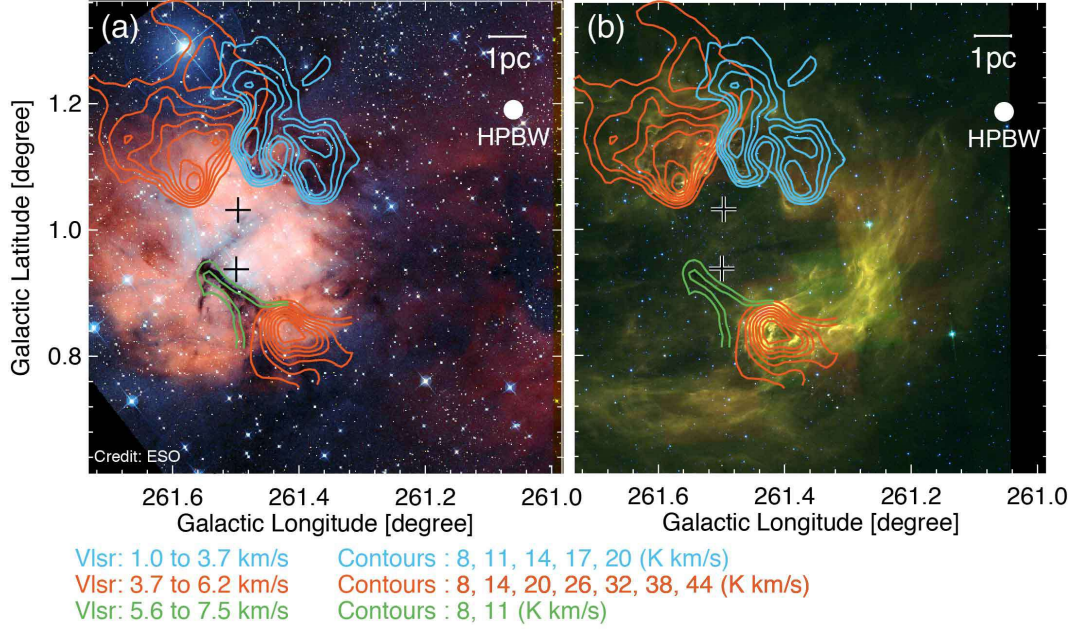 (a)
1pc
HPBW
(b)
1pc
HPBW
Galactic Latitude [degree]
1.2
1.0
0.8
Credit: ESO
261.6 261.4 261.2 261.0
261.6 261.4 261.2 261.0
Galactic Longitude [degree]
Galactic Longitude [degree]
Vlsr: 1.0 to 3.7 km/s Contours : 8, 11, 14, 17, 20 (K km/s)
Vlsr: 3.7 to 6.2 km/s Contours : 8, 14, 20, 26, 32, 38, 44 (K km/s)
Vlsr: 5.6 to 7.5 km/s Contours : 8, 11 (K km/s)